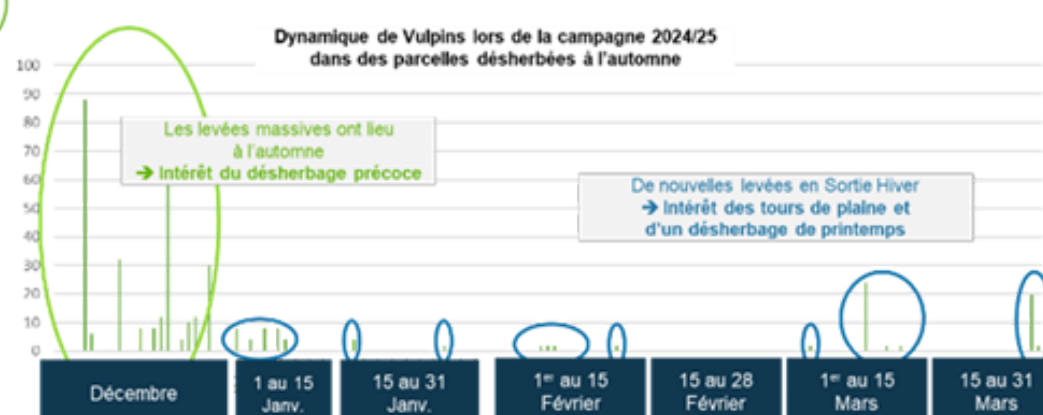 Dynamique de Vulpins lors de la campagne 2024/25
dans des parcelles désherbées à l'automne
100
90
80
70
60
50
40
30
20
10
0
Les levées massives ont lieu
à l'automne
➔ Intérêt du désherbage précoce
De nouvelles levées en Sortie Hiver
➔ Intérêt des tours de plaine et
d'un désherbage de printemps
Décembre
1 au 15
Janv.
15 au 31
Janv.
1er au 15
Février
15 au 28
Février
1er au 15
Mars
15 au 31
Mars